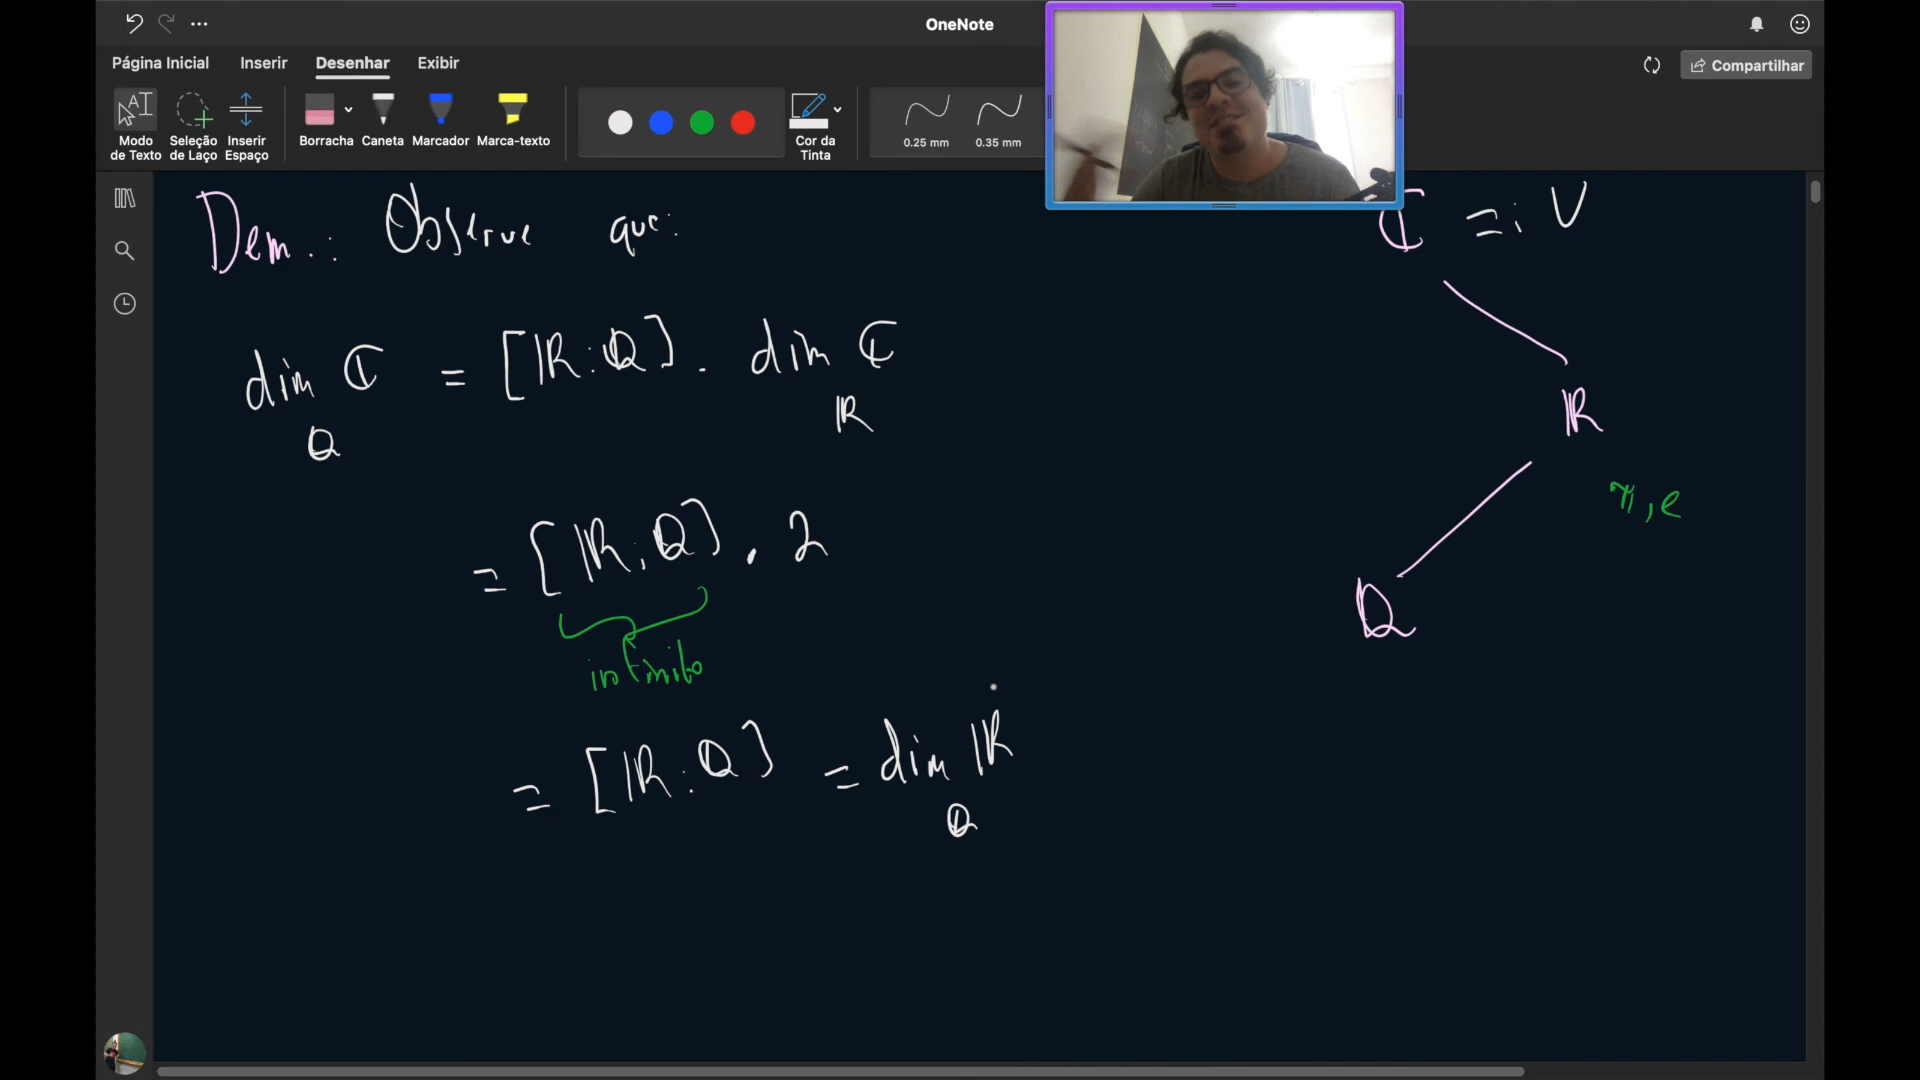 OneNote
Página Inicial Inserir Desenhar Exibir
Compartilhar
Modo de Texto Seleção de Laço Inserir Espaço Borracha Caneta Marcador Marca-texto Cor da Tinta 0.25 mm 0.35 mm
Dem.: Observe que:
ℂ =: V
dim_ℚ ℂ = [ℝ:ℚ] . dim_ℝ ℂ
ℝ
π, e
= [ℝ:ℚ] . 2
ℚ
infinito
= [ℝ:ℚ] = dim_ℚ ℝ